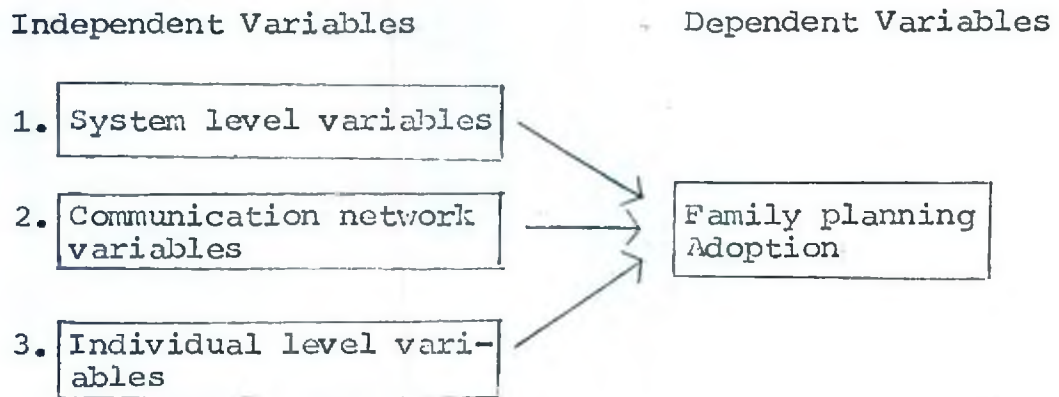 Independent Variables
Dependent Variables
1. System level variables
2. Communication network
variables
Family planning
Adoption
3. Individual level vari-
ables